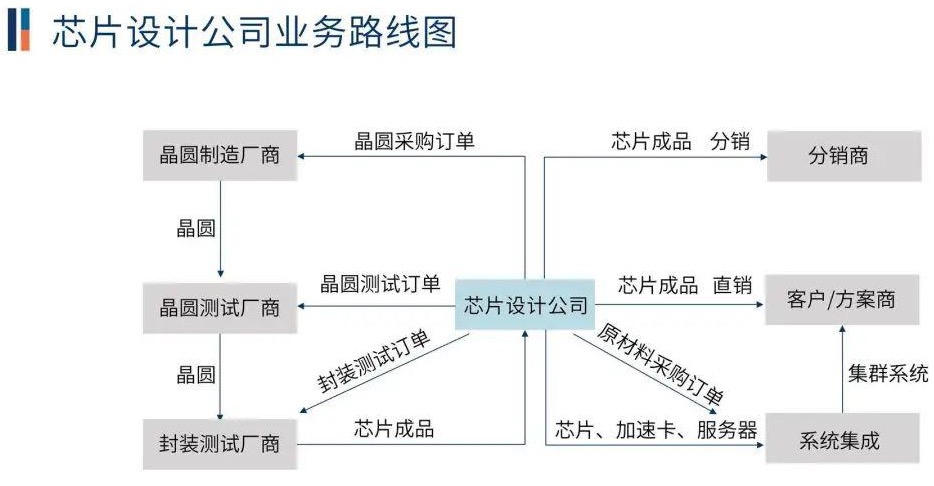 芯片设计公司业务路线图
晶圆采购订单
芯片成品 分销
晶圆制造厂商
分销商
晶圆
晶圆测试订单
芯片成品 直销
晶圆测试厂商
芯片设计公司
客户/方案商
封装测试订单
原材料采购订单
晶圆
集群系统
芯片成品
芯片、加速卡、服务器
封装测试厂商
系统集成